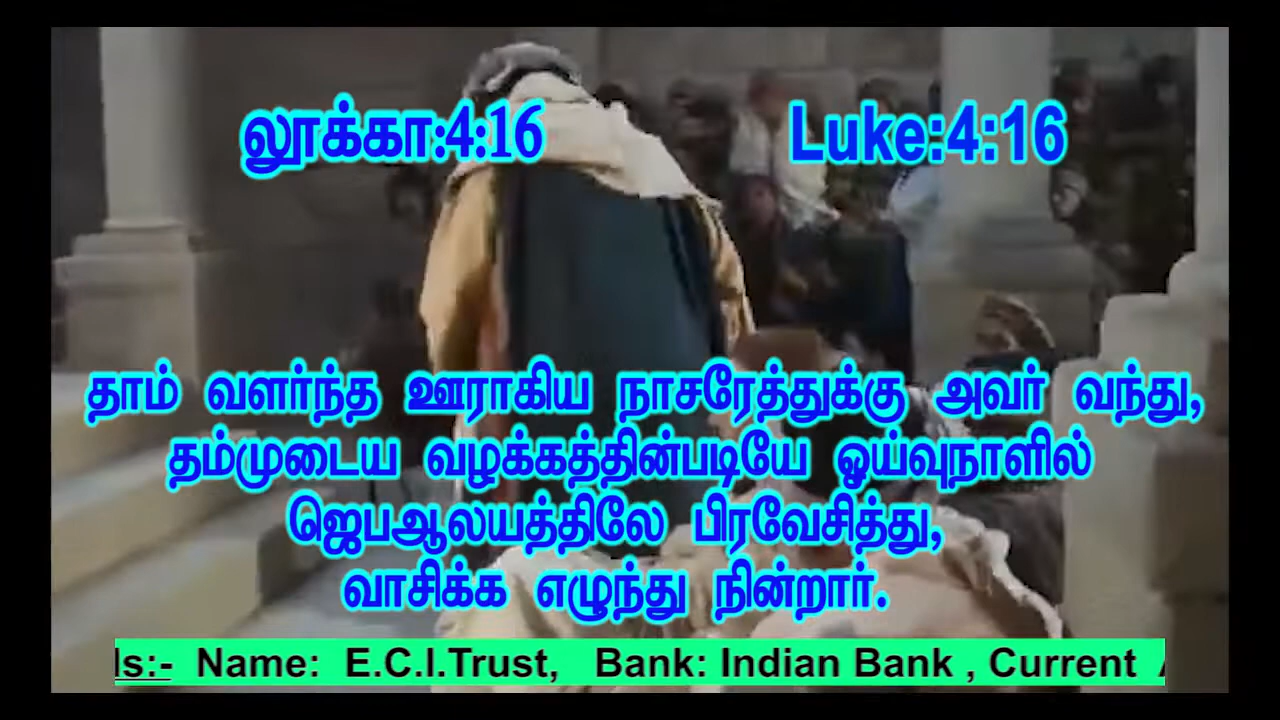 லூக்கா:4:16 Luke:4:16
தாம் வளர்ந்த ஊராகிய நாசரேத்துக்கு அவர் வந்து,
தம்முடைய வழக்கத்தின்படியே ஓய்வுநாளில்
ஜெபஆலயத்திலே பிரவேசித்து,
வாசிக்க எழுந்து நின்றார்.
ls:- Name: E.C.I.Trust, Bank: Indian Bank , Current